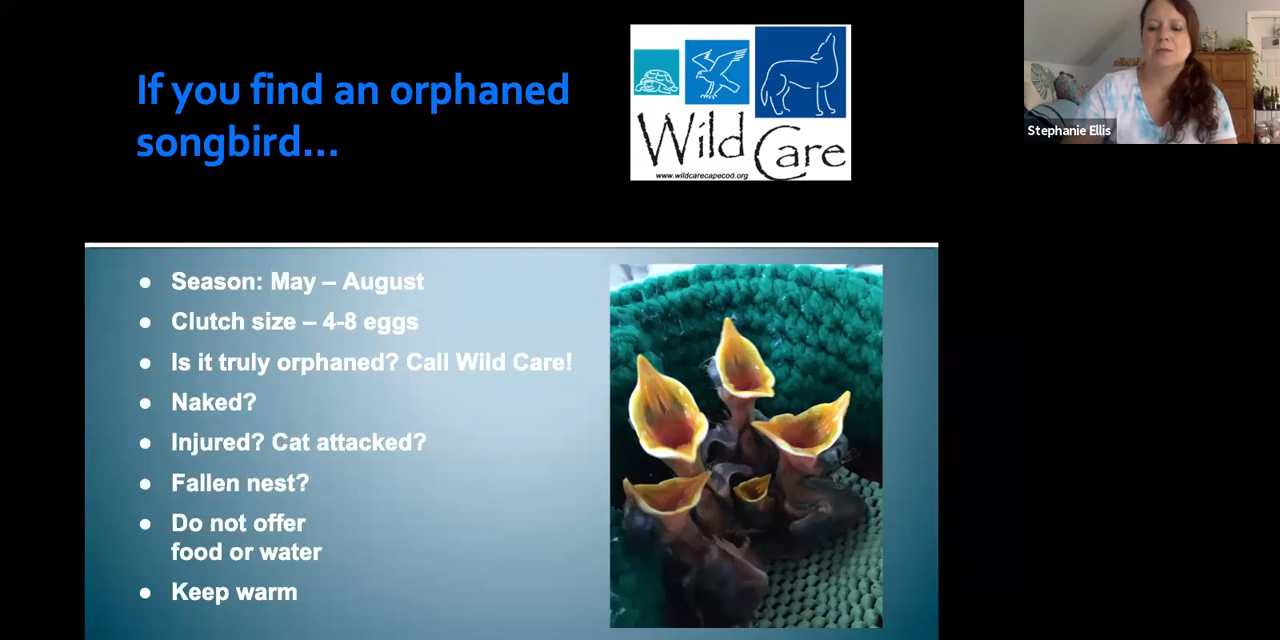 If you find an orphaned
songbird...
Wild Care
www.wildcarecapecod.org
Stephanie Ellis
● Season: May – August
● Clutch size – 4-8 eggs
● Is it truly orphaned? Call Wild Care!
● Naked?
● Injured? Cat attacked?
● Fallen nest?
● Do not offer
food or water
● Keep warm